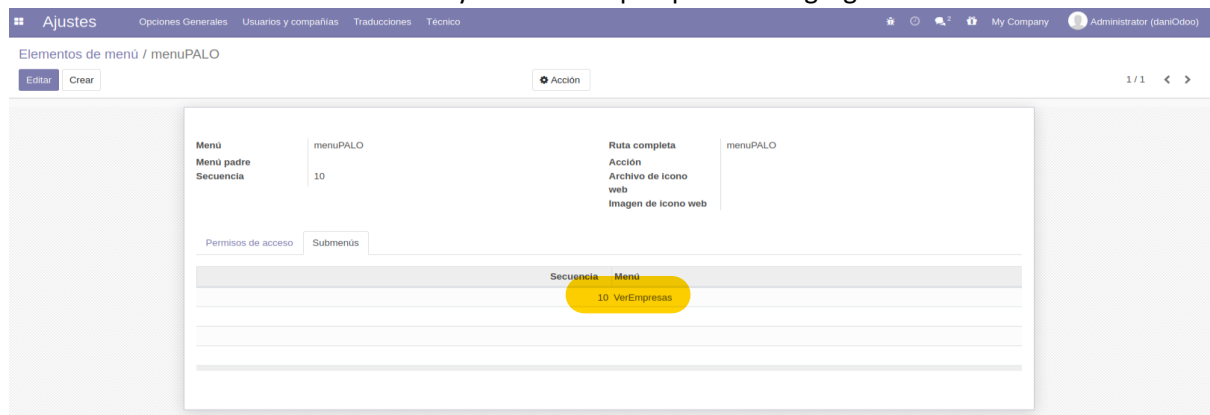 Ajustes Opciones Generales Usuarios y compañías Traducciones Técnico 2 My Company Administrator (daniOdoo)
Elementos de menú / menuPALO
Editar Crear Acción 1 / 1
Menú menuPALO Ruta completa menuPALO
Menú padre Acción
Secuencia 10 Archivo de icono
web
Imagen de icono web
Permisos de acceso Submenús
Secuencia Menú
10 VerEmpresas